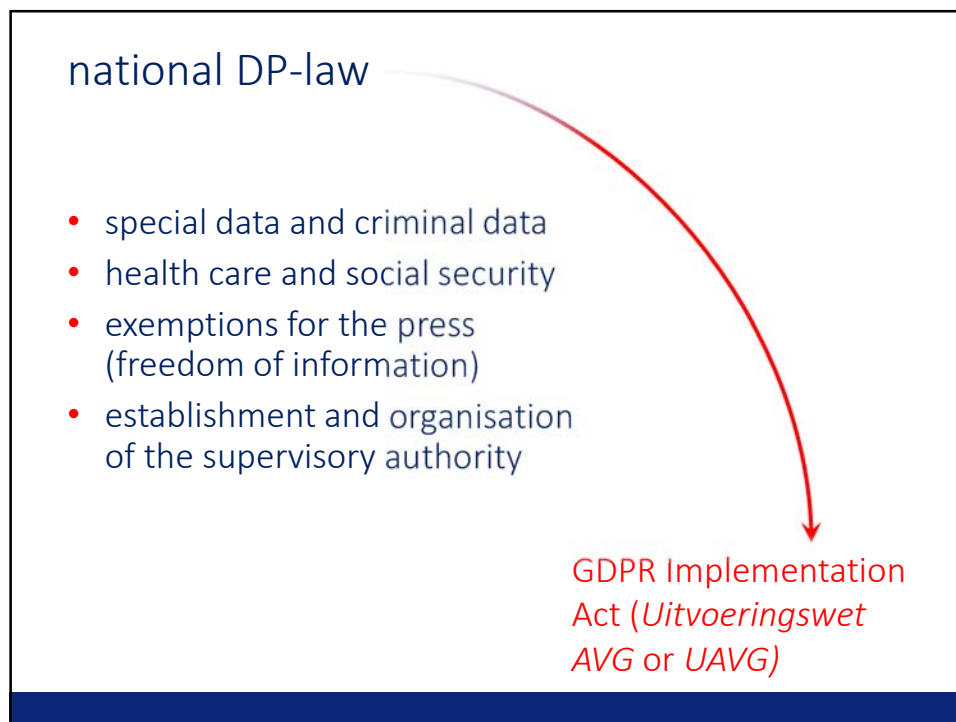 national DP-law
• special data and criminal data
• health care and social security
• exemptions for the press
(freedom of information)
• establishment and organisation
of the supervisory authority
GDPR Implementation
Act (Uitvoeringswet
AVG or UAVG)